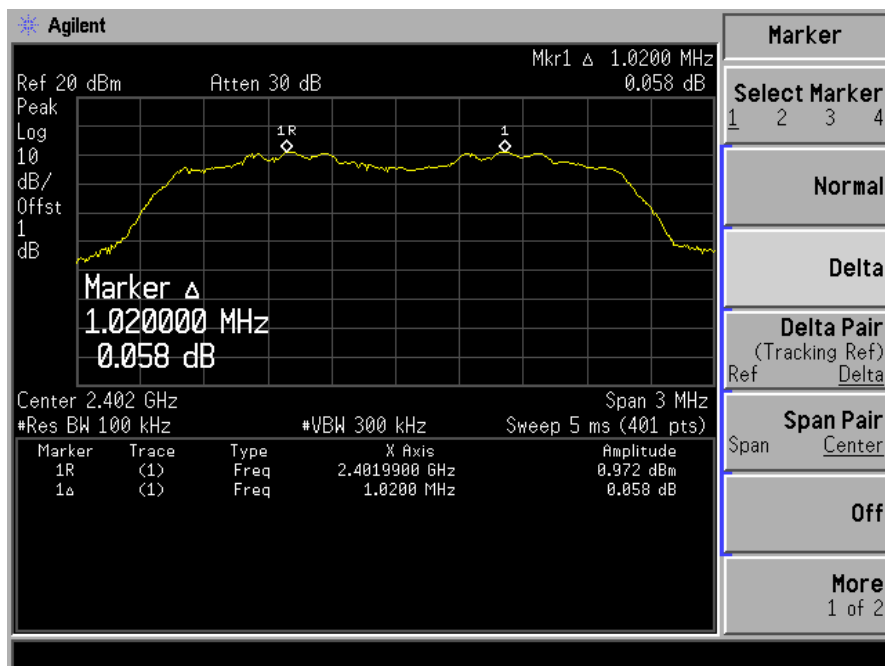 Agilent
Marker
Mkr1 Δ 1.0200 MHz
Ref 20 dBm Atten 30 dB 0.058 dB
Peak
Log
10
dB/
Offst
1
dB
1R 1
Marker Δ
1.020000 MHz
0.058 dB
Center 2.402 GHz Span 3 MHz
#Res BW 100 kHz #VBW 300 kHz Sweep 5 ms (401 pts)
Marker Trace Type X Axis Amplitude
1R (1) Freq 2.4019900 GHz 0.972 dBm
1Δ (1) Freq 1.0200 MHz 0.058 dB
Select Marker
1 2 3 4
Normal
Delta
Delta Pair
(Tracking Ref)
Ref Delta
Span Pair
Span Center
Off
More
1 of 2